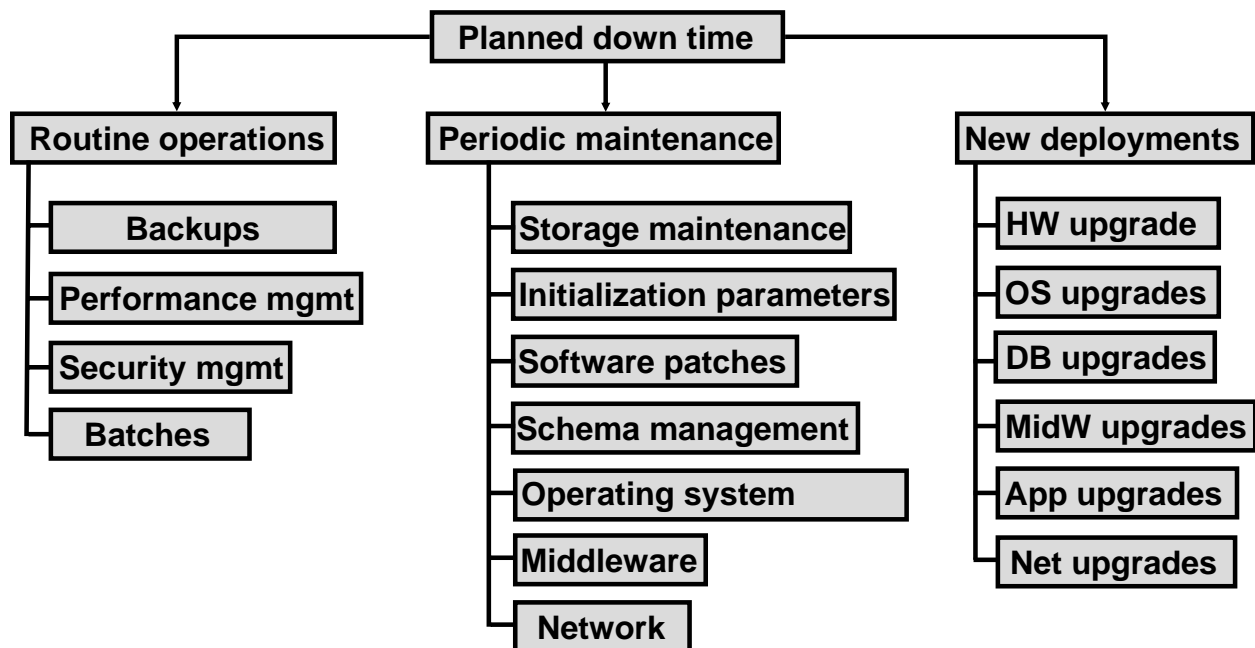 Planned down time
Routine operations
Backups
Performance mgmt
Security mgmt
Batches
Periodic maintenance
Storage maintenance
Initialization parameters
Software patches
Schema management
Operating system
Middleware
Network
New deployments
HW upgrade
OS upgrades
DB upgrades
MidW upgrades
App upgrades
Net upgrades